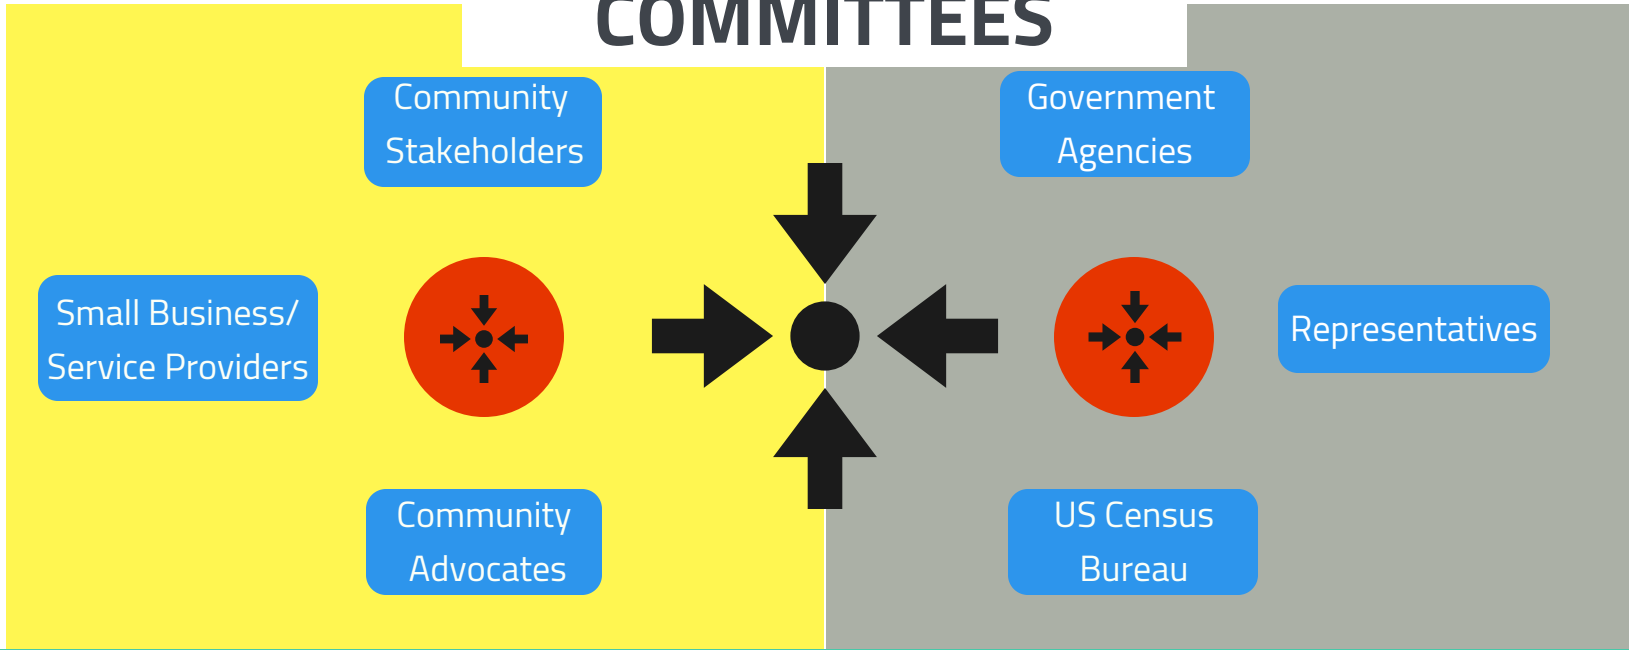 COMMITTEES
Community
Stakeholders
Government
Agencies
Small Business/
Service Providers
Representatives
Community
Advocates
US Census
Bureau